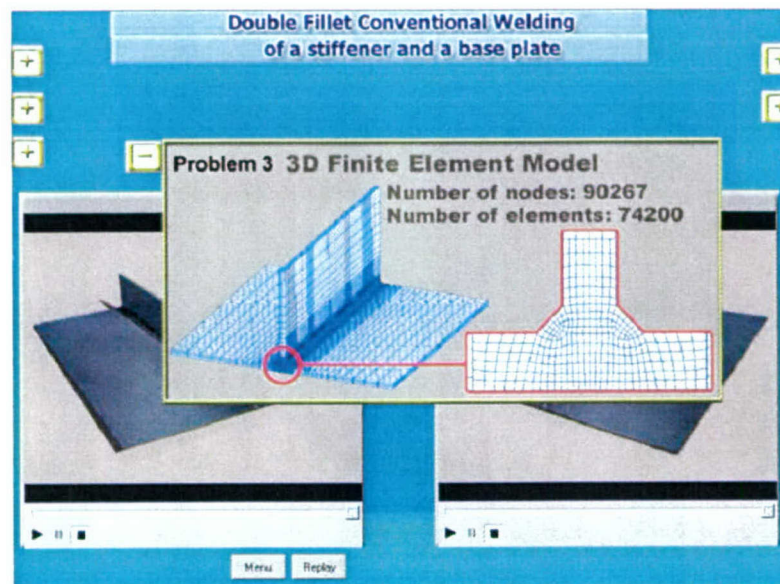 Double Fillet Conventional Welding
of a stiffener and a base plate
Problem 3 3D Finite Element Model
Number of nodes: 90267
Number of elements: 74200
Menu Replay